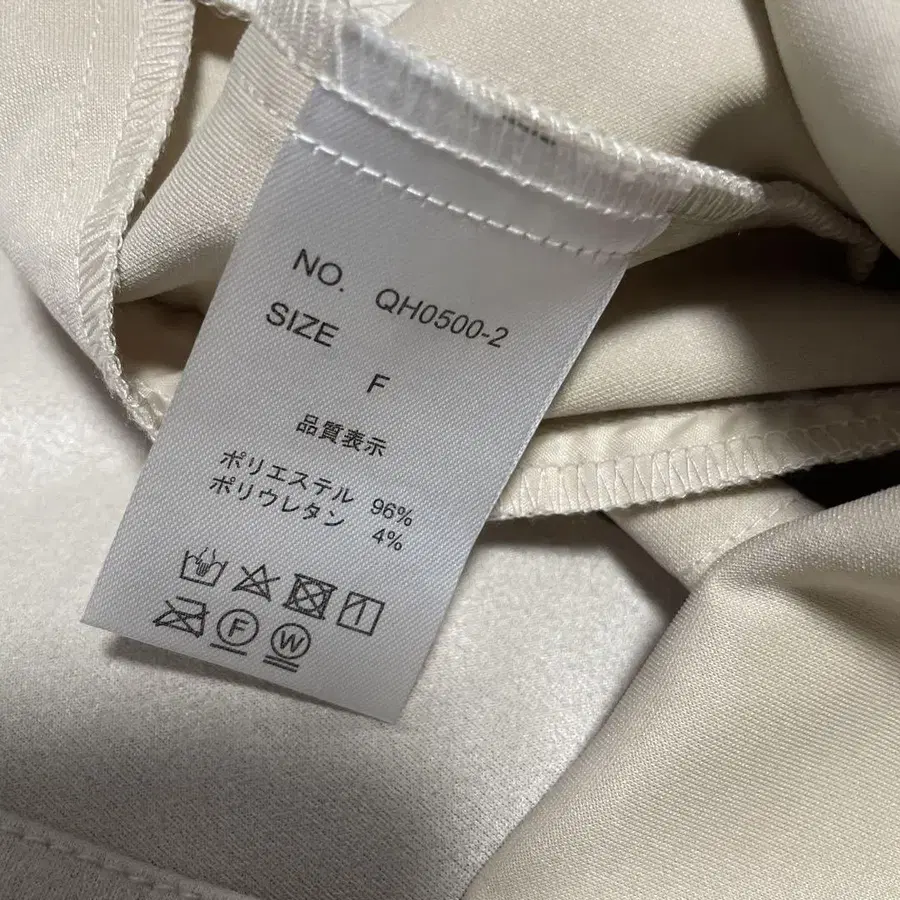 NO. QH0500-2
SIZE
F
品質表示
ポリエステル 96%
ポリウレタン 4%
F W